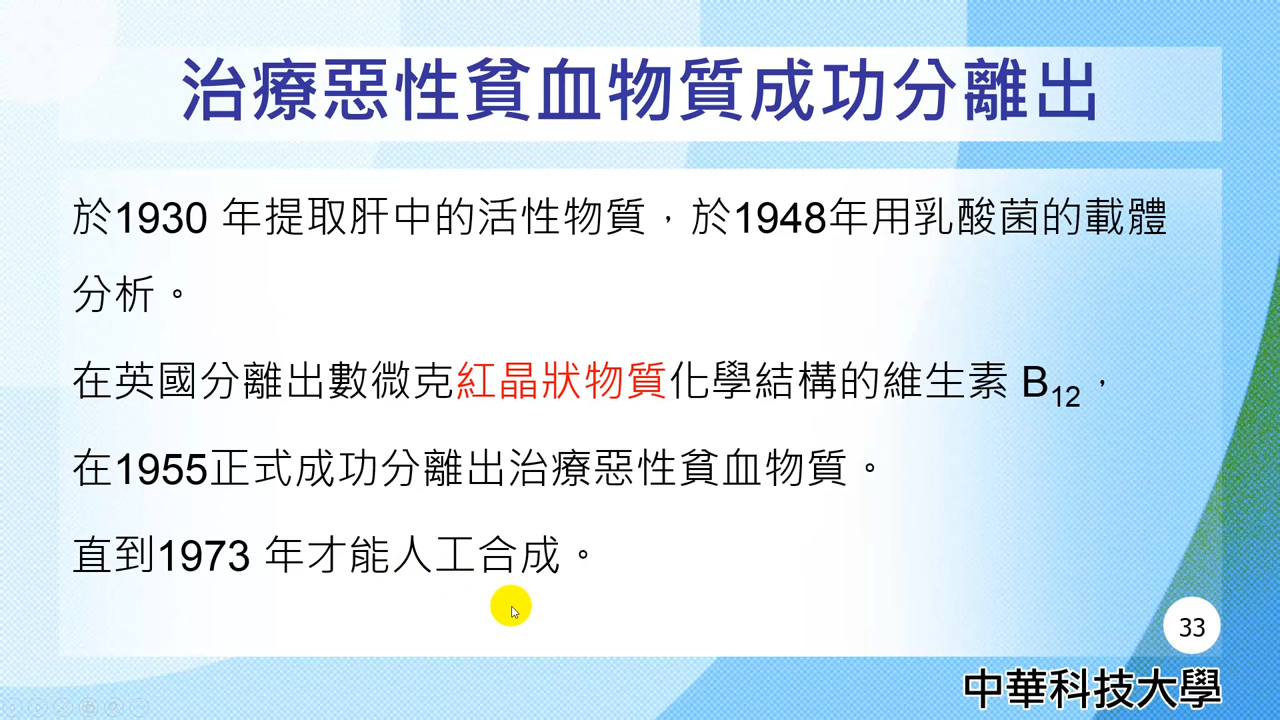 治療惡性貧血物質成功分離出
於1930 年提取肝中的活性物質，於1948年用乳酸菌的載體
分析。
在英國分離出數微克紅晶狀物質化學結構的維生素 B12，
在1955正式成功分離出治療惡性貧血物質。
直到1973 年才能人工合成。
33
中華科技大學